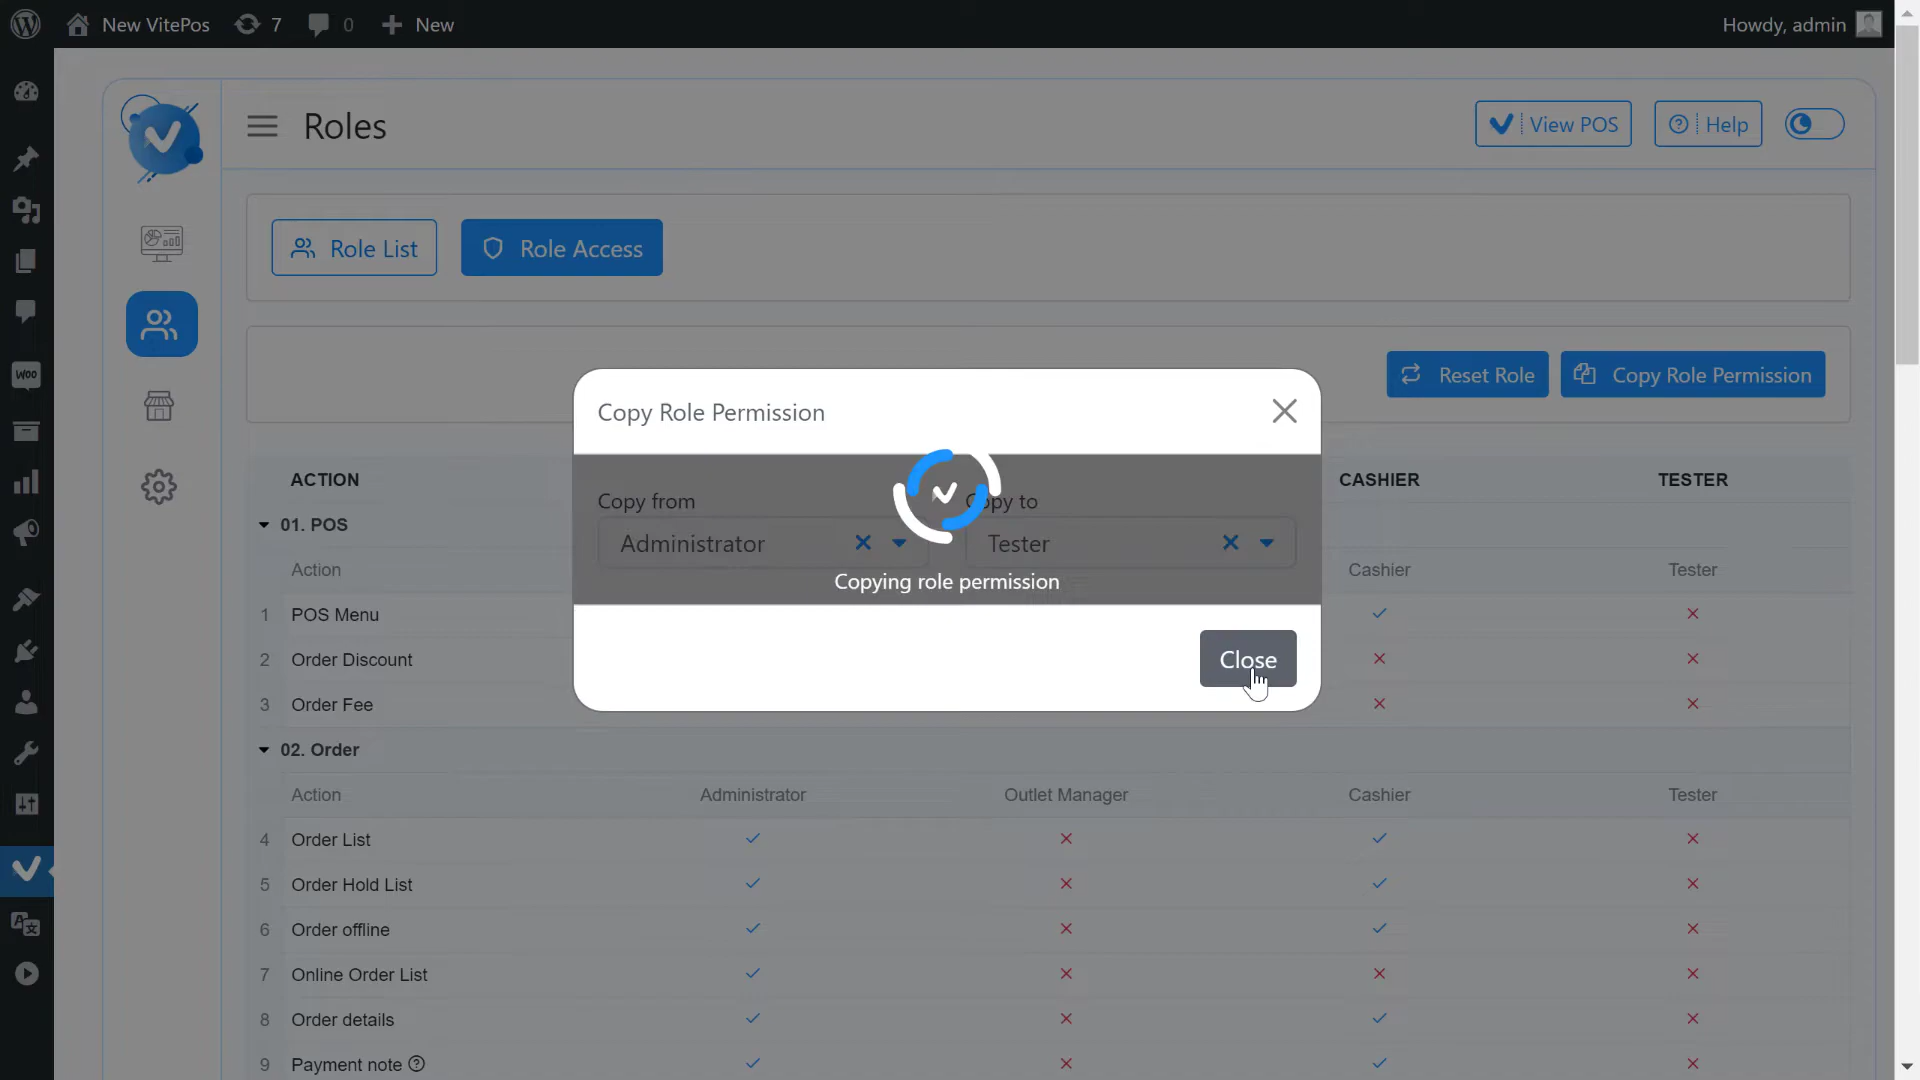 New VitePos 7 0 New Howdy, admin
Roles View POS Help
Role List Role Access
WOO
Reset Role Copy Role Permission
Copy Role Permission
ACTION CASHIER TESTER
Copy from Copy to
01. POS
Administrator Tester
Action Cashier Tester
Copying role permission
1 POS Menu
2 Order Discount
Close
3 Order Fee
02. Order
Action Administrator Outlet Manager Cashier Tester
4 Order List
5 Order Hold List
6 Order offline
7 Online Order List
8 Order details
9 Payment note